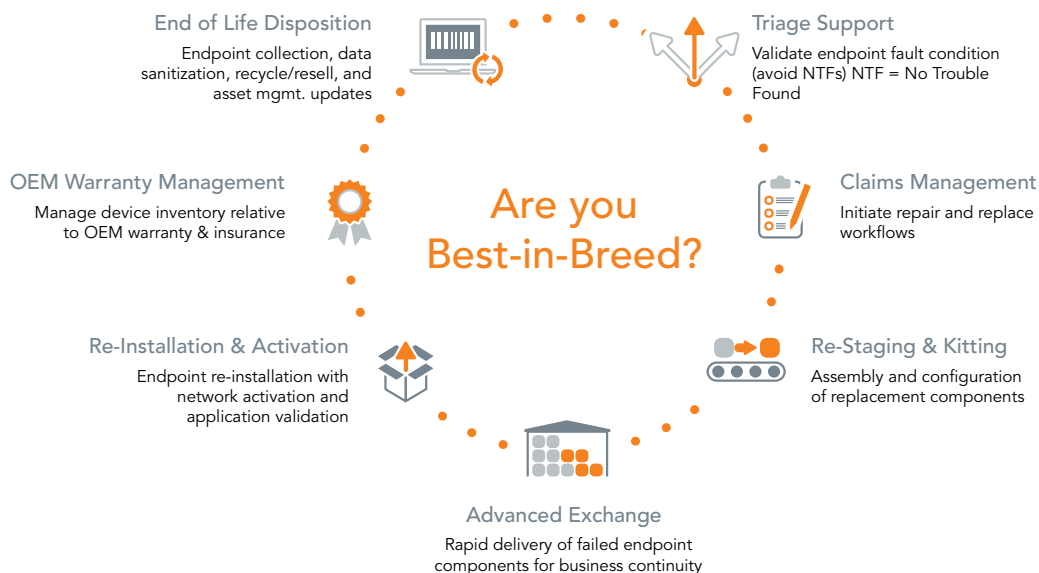 End of Life Disposition
Endpoint collection, data
sanitization, recycle/resell, and
asset mgmt. updates
Triage Support
Validate endpoint fault condition
(avoid NTFs) NTF = No Trouble
Found
OEM Warranty Management
Manage device inventory relative
to OEM warranty & insurance
Are you
Best-in-Breed?
Claims Management
Initiate repair and replace
workflows
Re-Installation & Activation
Endpoint re-installation with
network activation and
application validation
Re-Staging & Kitting
Assembly and configuration
of replacement components
Advanced Exchange
Rapid delivery of failed endpoint
components for business continuity